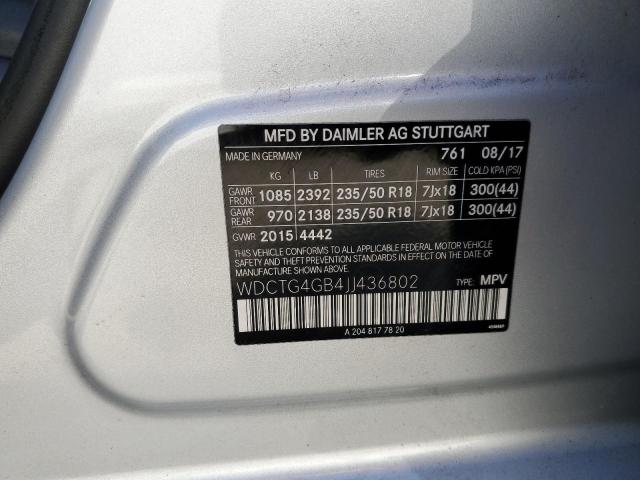 MFD BY DAIMLER AG STUTTGART
MADE IN GERMANY 761 08/17
KG LB TIRES RIM SIZE COLD KPA (PSI)
GAWR FRONT 1085 2392 235/50 R18 7Jx18 300(44)
GAWR REAR 970 2138 235/50 R18 7Jx18 300(44)
GVWR 2015 4442
THIS VEHICLE CONFORMS TO ALL APPLICABLE FEDERAL MOTOR VEHICLE
SAFETY, BUMPER, AND THEFT PREVENTION STANDARDS IN EFFECT ON THE DATE
OF MANUFACTURE SHOWN ABOVE.
WDCTG4GB4JJ436802 TYPE: MPV
A 204 817 78 20